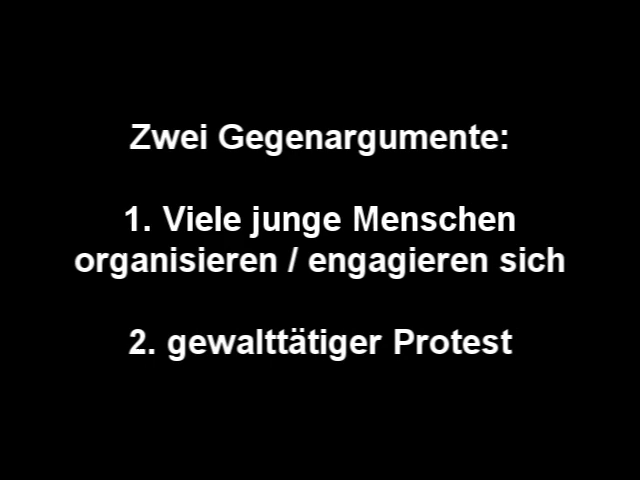 Zwei Gegenargumente:
1. Viele junge Menschen
organisieren / engagieren sich
2. gewalttätiger Protest